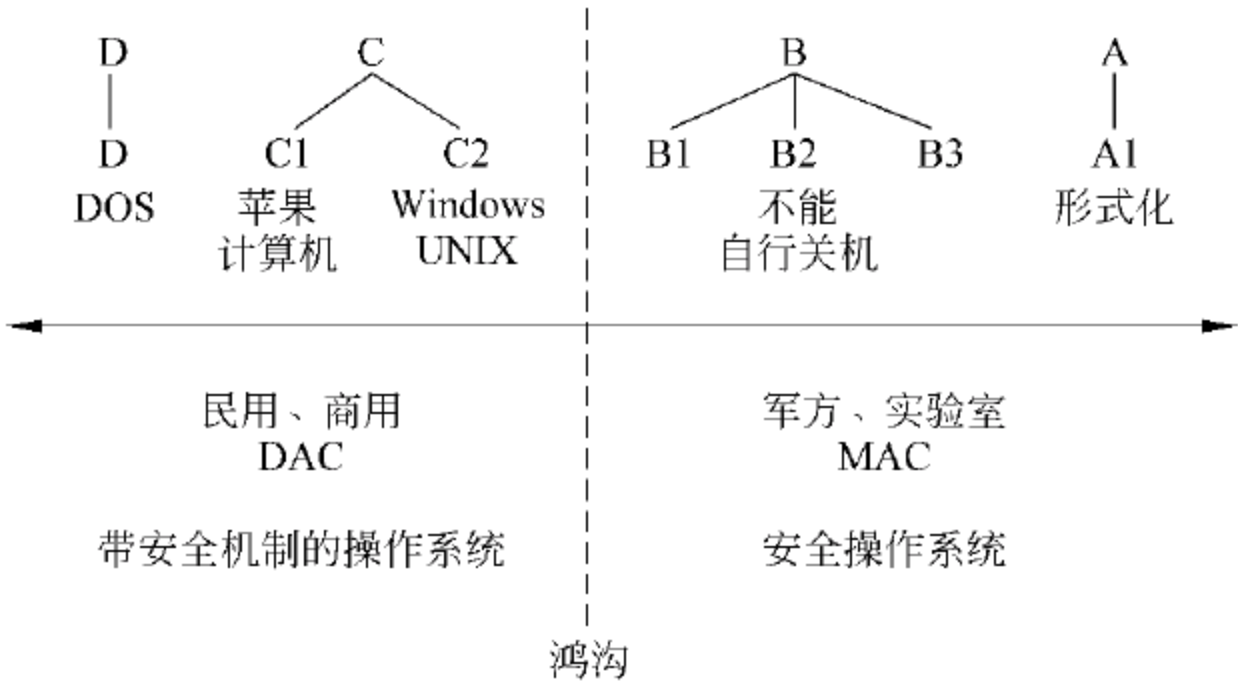 D C B A
D C1 C2 B1 B2 B3 A1
DOS 苹果 Windows 不能 形式化
计算机 UNIX 自行关机
民用、商用 军方、实验室
DAC MAC
带安全机制的操作系统 安全操作系统
鸿沟